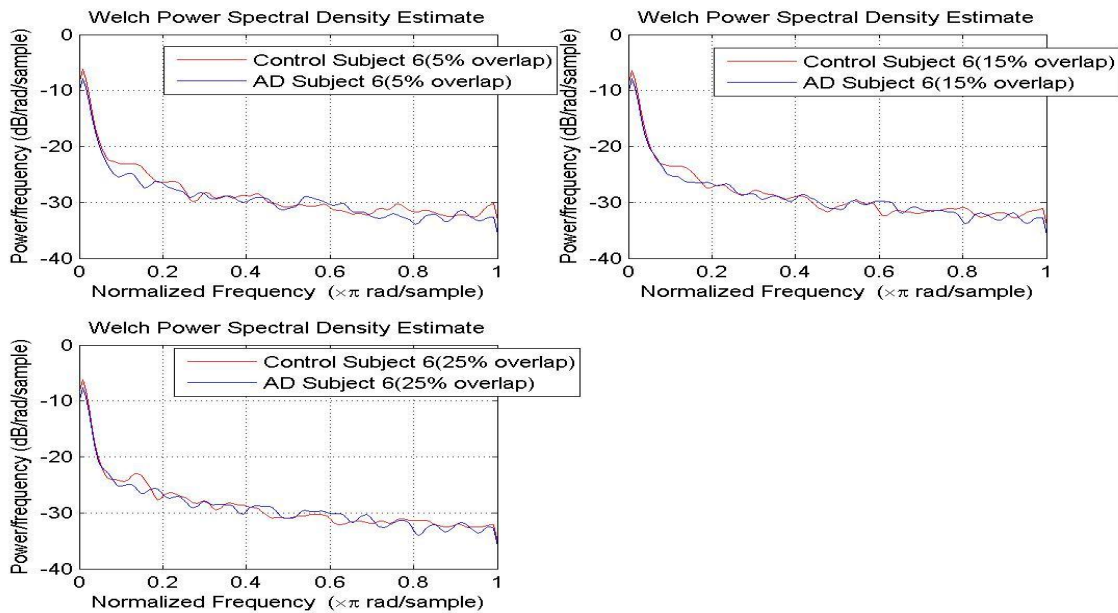 Welch Power Spectral Density Estimate
0
-10
-20
-30
-40
Power/frequency (dB/rad/sample)
Control Subject 6(5% overlap)
AD Subject 6(5% overlap)
0 0.2 0.4 0.6 0.8 1
Normalized Frequency (×π rad/sample)
Welch Power Spectral Density Estimate
0
-10
-20
-30
-40
Power/frequency (dB/rad/sample)
Control Subject 6(15% overlap)
AD Subject 6(15% overlap)
0 0.2 0.4 0.6 0.8 1
Normalized Frequency (×π rad/sample)
Welch Power Spectral Density Estimate
0
-10
-20
-30
-40
Power/frequency (dB/rad/sample)
Control Subject 6(25% overlap)
AD Subject 6(25% overlap)
0 0.2 0.4 0.6 0.8 1
Normalized Frequency (×π rad/sample)